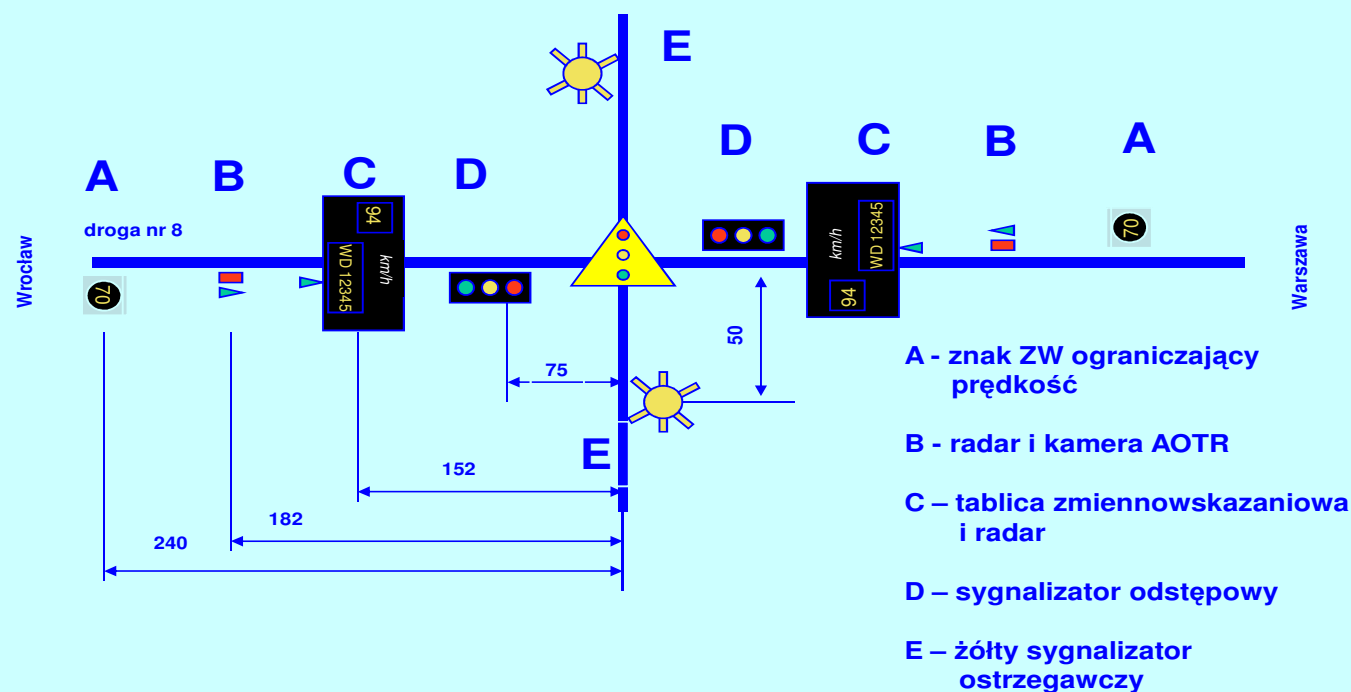 E
D
C
B
A
A
B
C
D
droga nr 8
Wrocław
Warszawa
70
94
km/h
WD 12345
km/h
WD 12345
94
70
50
75
E
152
182
240
A - znak ZW ograniczający
prędkość
B - radar i kamera AOTR
C – tablica zmiennowskazaniowa
i radar
D – sygnalizator odstępowy
E – żółty sygnalizator
ostrzegawczy